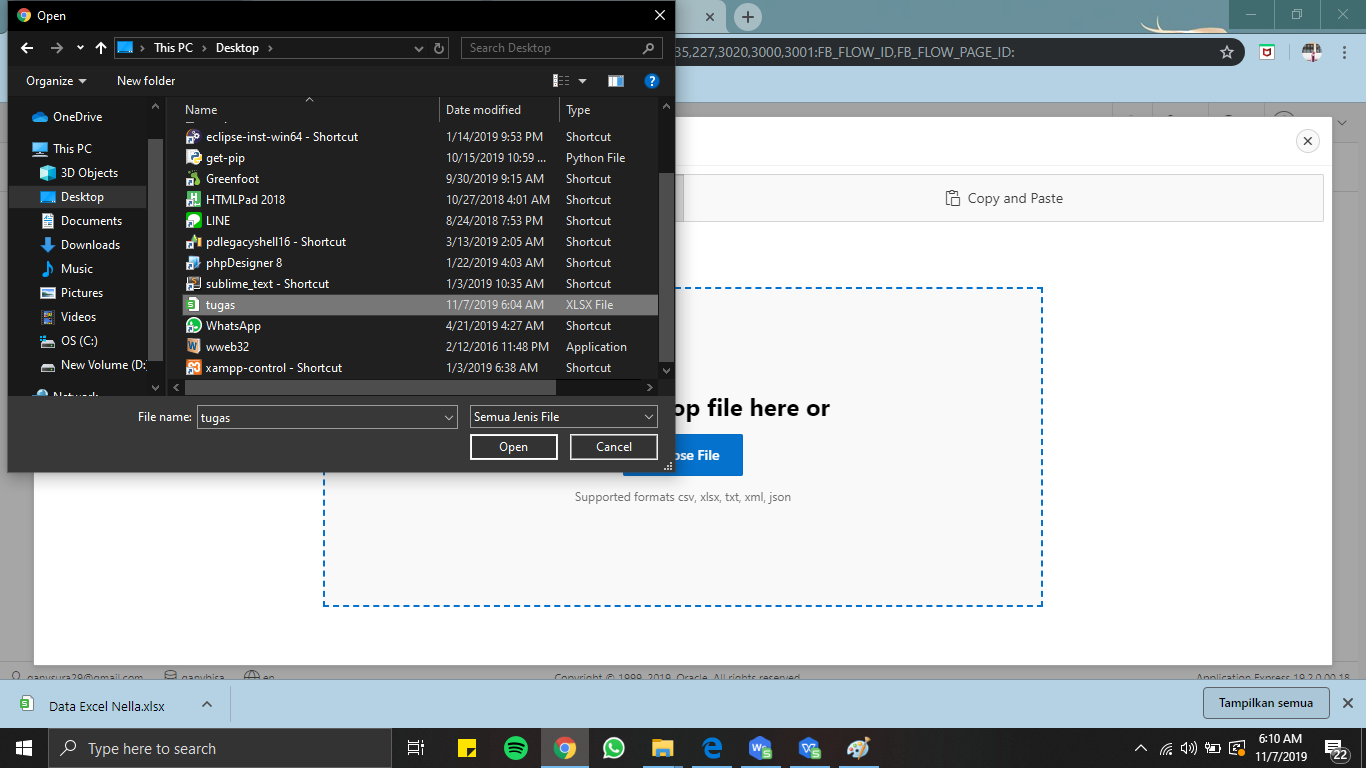 Open
This PC Desktop
Search Desktop
35,227,3020,3000,3001:FB_FLOW_ID,FB_FLOW_PAGE_ID:
Organize New folder
OneDrive
This PC
3D Objects
Desktop
Documents
Downloads
Music
Pictures
Videos
OS (C:)
New Volume (D:
Network
Name Date modified Type
eclipse-inst-win64 - Shortcut 1/14/2019 9:53 PM Shortcut
get-pip 10/15/2019 10:59 ... Python File
Greenfoot 9/30/2019 9:15 AM Shortcut
HTMLPad 2018 10/27/2018 4:01 AM Shortcut
LINE 8/24/2018 7:53 PM Shortcut
pdlegacyshell16 - Shortcut 3/13/2019 2:05 AM Shortcut
phpDesigner 8 1/22/2019 4:03 AM Shortcut
sublime_text - Shortcut 1/3/2019 10:35 AM Shortcut
tugas 11/7/2019 6:04 AM XLSX File
WhatsApp 4/21/2019 4:27 AM Shortcut
wweb32 2/12/2016 11:48 PM Application
xampp-control - Shortcut 1/3/2019 6:38 AM Shortcut
File name: tugas Semua Jenis File
Open Cancel
Copy and Paste
op file here or
ose File
Supported formats csv, xlsx, txt, xml, json
ganysura29@gmail.com ganybisa en
Copyright © 1999, 2019, Oracle. All rights reserved.
Application Express 19.2.0.00.18
Data Excel Nella.xlsx
Tampilkan semua
Type here to search
6:10 AM
11/7/2019
22